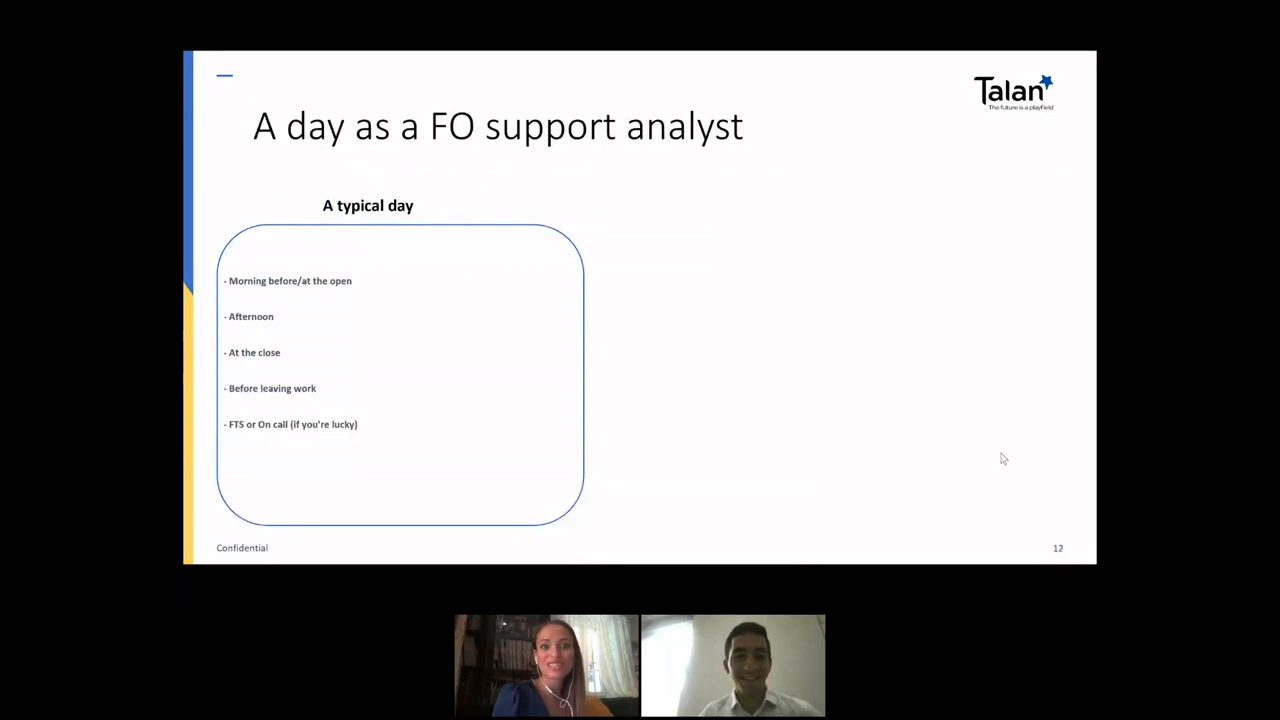 Talan
The future is a playfield
A day as a FO support analyst
A typical day
- Morning before/at the open
- Afternoon
- At the close
- Before leaving work
- FTS or On call (if you're lucky)
Confidential
12